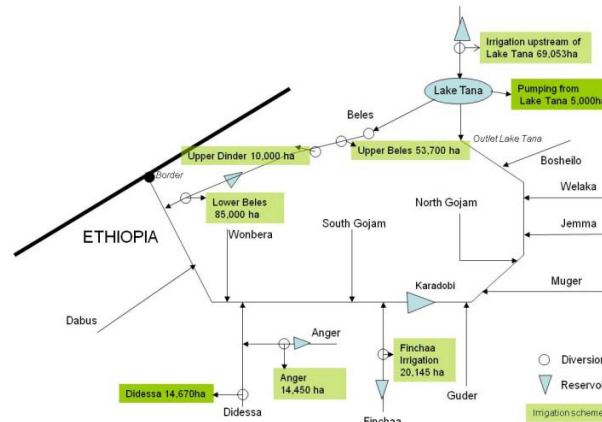 Irrigation upstream of
Lake Tana 69,053ha
Lake Tana
Pumping from
Lake Tana 5,000ha
Beles
Outlet Lake Tana
Upper Dinder 10,000 ha
Upper Beles 53,700 ha
Bosheilo
Border
Lower Beles
85,000 ha
North Gojam
Welaka
South Gojam
ETHIOPIA
Wonbera
Jemma
Karadobi
Muger
Dabus
Anger
Finchaa
Irrigation
20,145 ha
Diversion
Anger
14,450 ha
Reservoi
Didessa 14,670ha
Guder
Didessa
Finchaa
Irrigation scheme